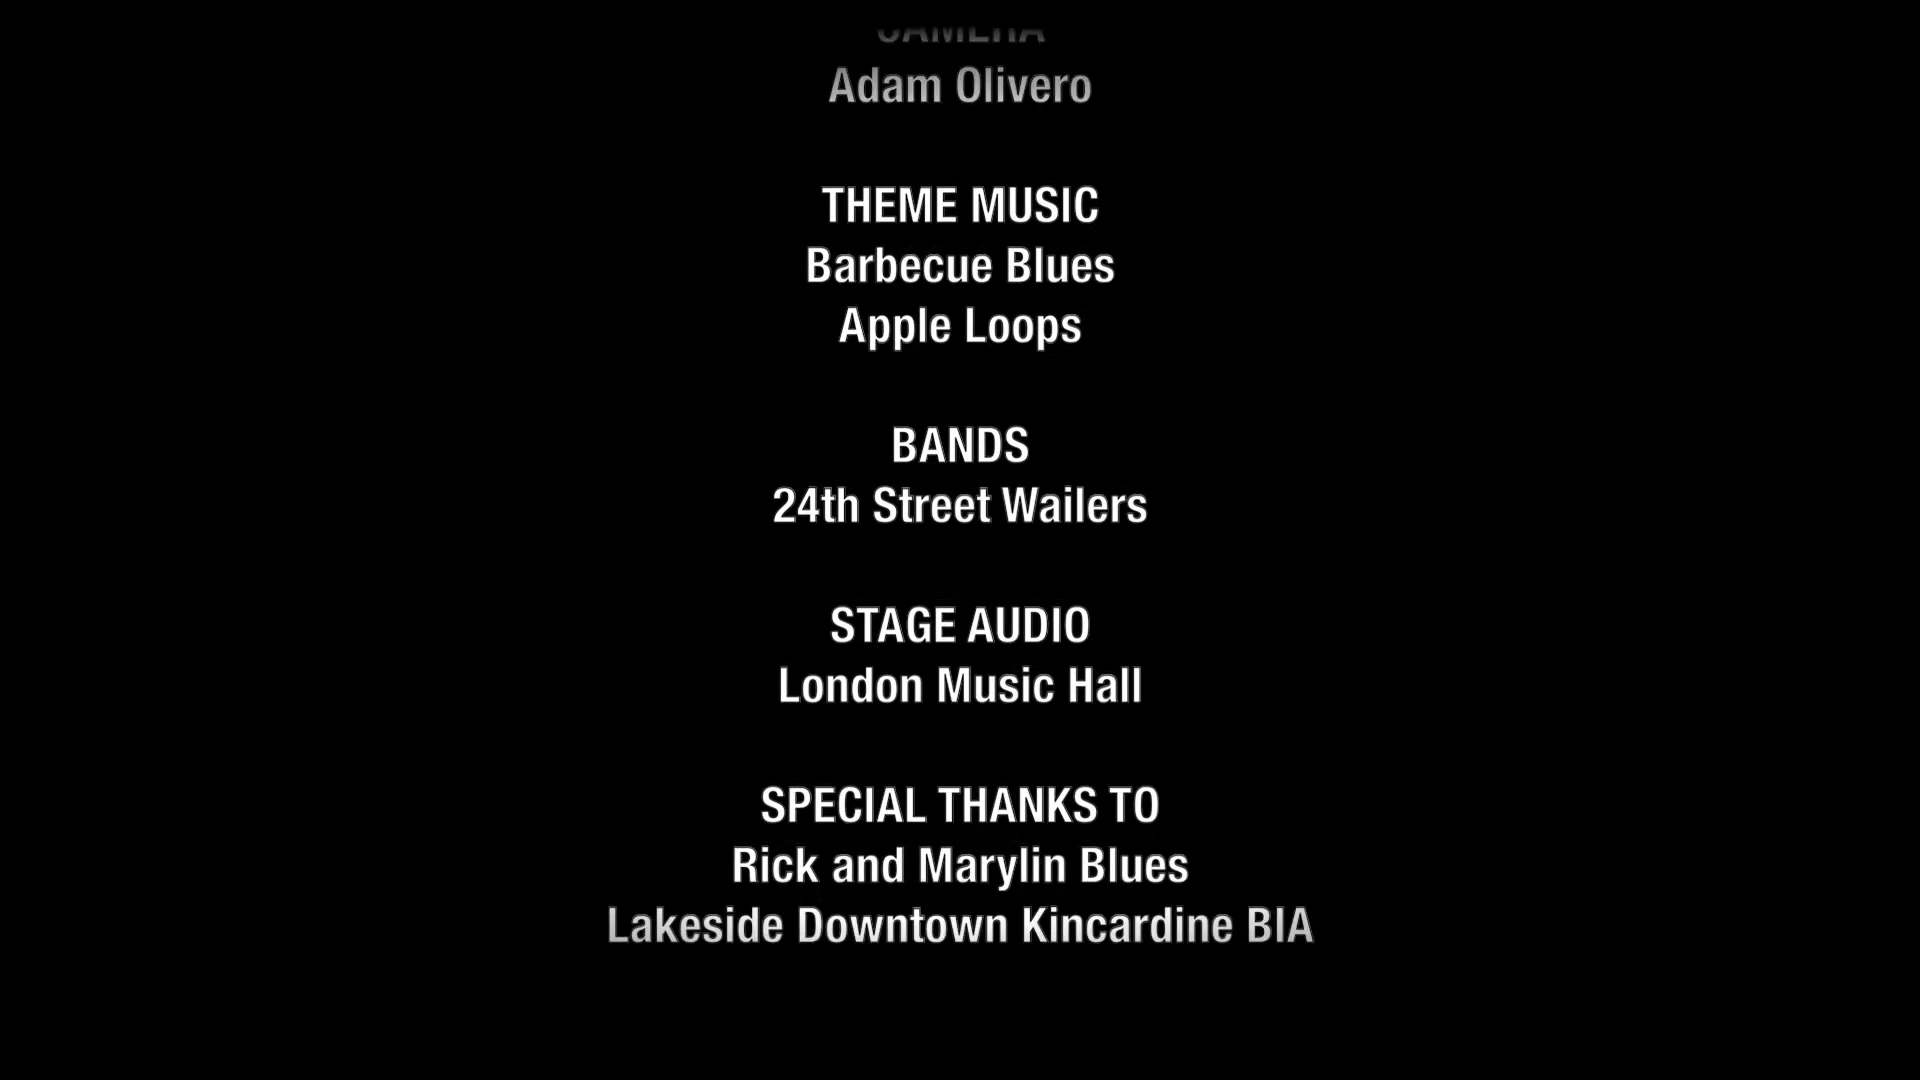 CAMERA
Adam Olivero
THEME MUSIC
Barbecue Blues
Apple Loops
BANDS
24th Street Wailers
STAGE AUDIO
London Music Hall
SPECIAL THANKS TO
Rick and Marylin Blues
Lakeside Downtown Kincardine BIA